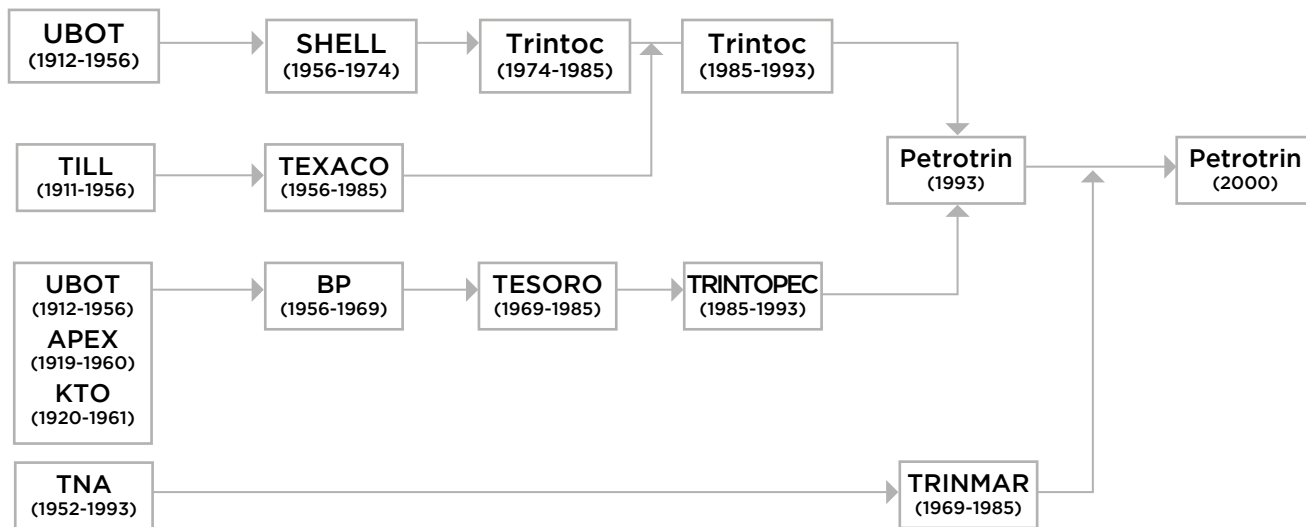 UBOT
(1912-1956)
SHELL
(1956-1974)
Trintoc
(1974-1985)
Trintoc
(1985-1993)
TILL
(1911-1956)
TEXACO
(1956-1985)
Petrotrin
(1993)
Petrotrin
(2000)
UBOT
(1912-1956)
APEX
(1919-1960)
KTO
(1920-1961)
BP
(1956-1969)
TESORO
(1969-1985)
TRINTOPEC
(1985-1993)
TNA
(1952-1993)
TRINMAR
(1969-1985)